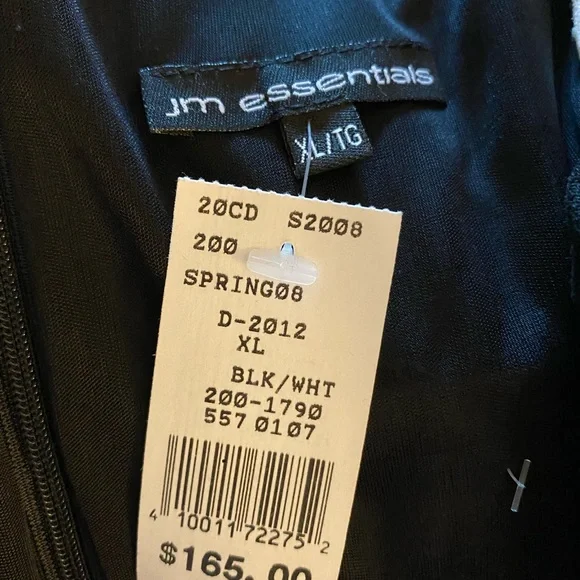 jm essentials
XL/TG
20CD S2008
200
SPRING08
D-2012
XL
BLK/WHT
200-1790
557 0107
4 10011 72275 2
$165.00